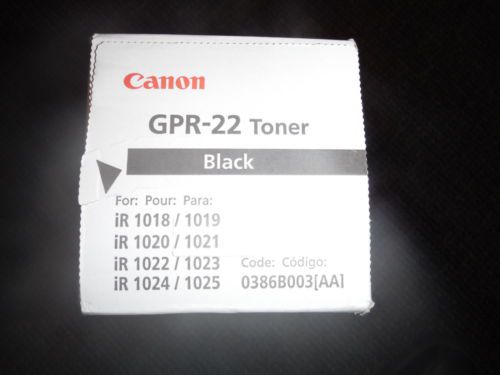 Canon
GPR-22 Toner
Black
For: Pour: Para:
iR 1018 / 1019
iR 1020 / 1021
iR 1022 / 1023 Code: Código:
iR 1024 / 1025 0386B003[AA]